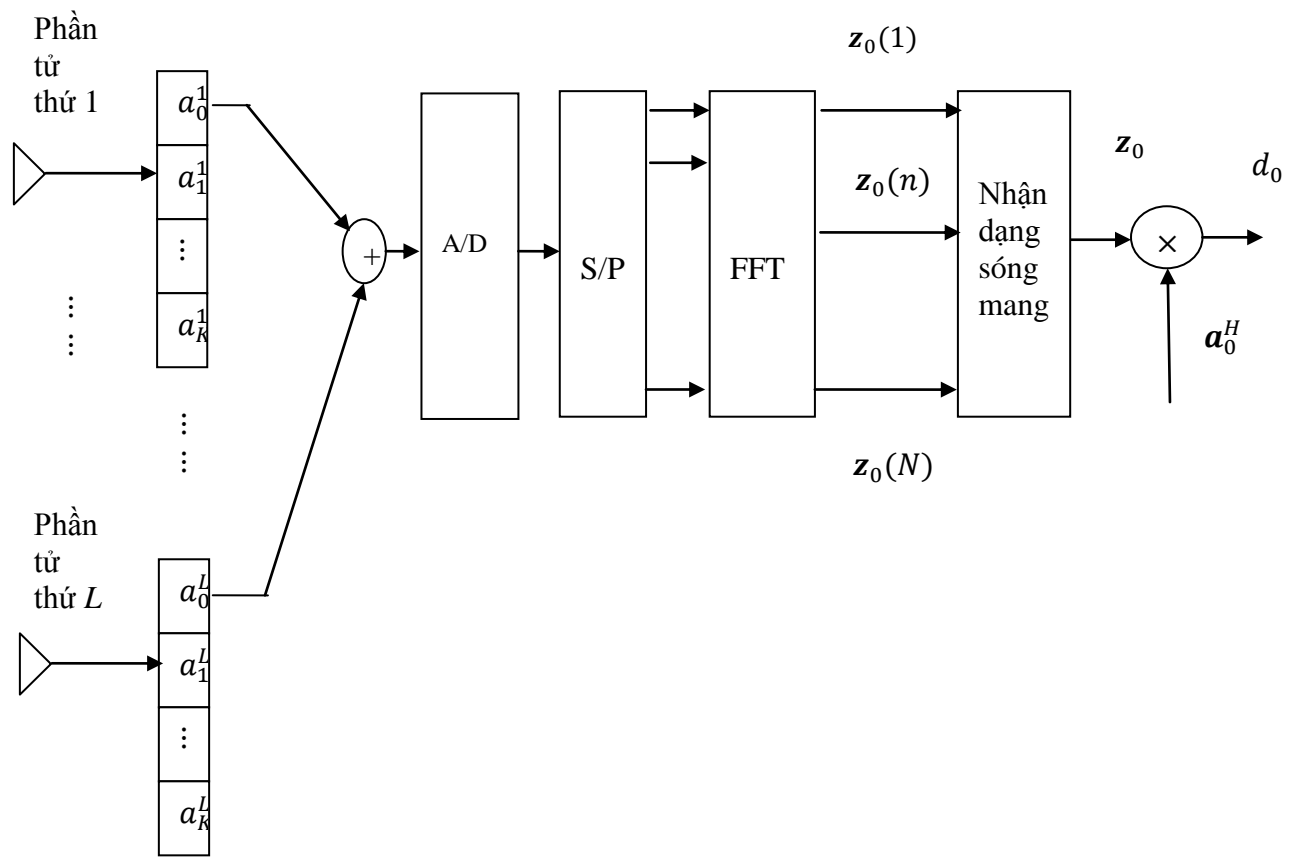 Phần
tử
thứ 1
a_0^1
a_1^1
⋮
a_K^1
⋮
⋮
⋮
⋮
Phần
tử
thứ L
a_0^L
a_1^L
⋮
a_K^L
+
A/D
S/P
FFT
z_0(1)
z_0(n)
z_0(N)
Nhận
dạng
sóng
mang
z_0
×
d_0
a_0^H